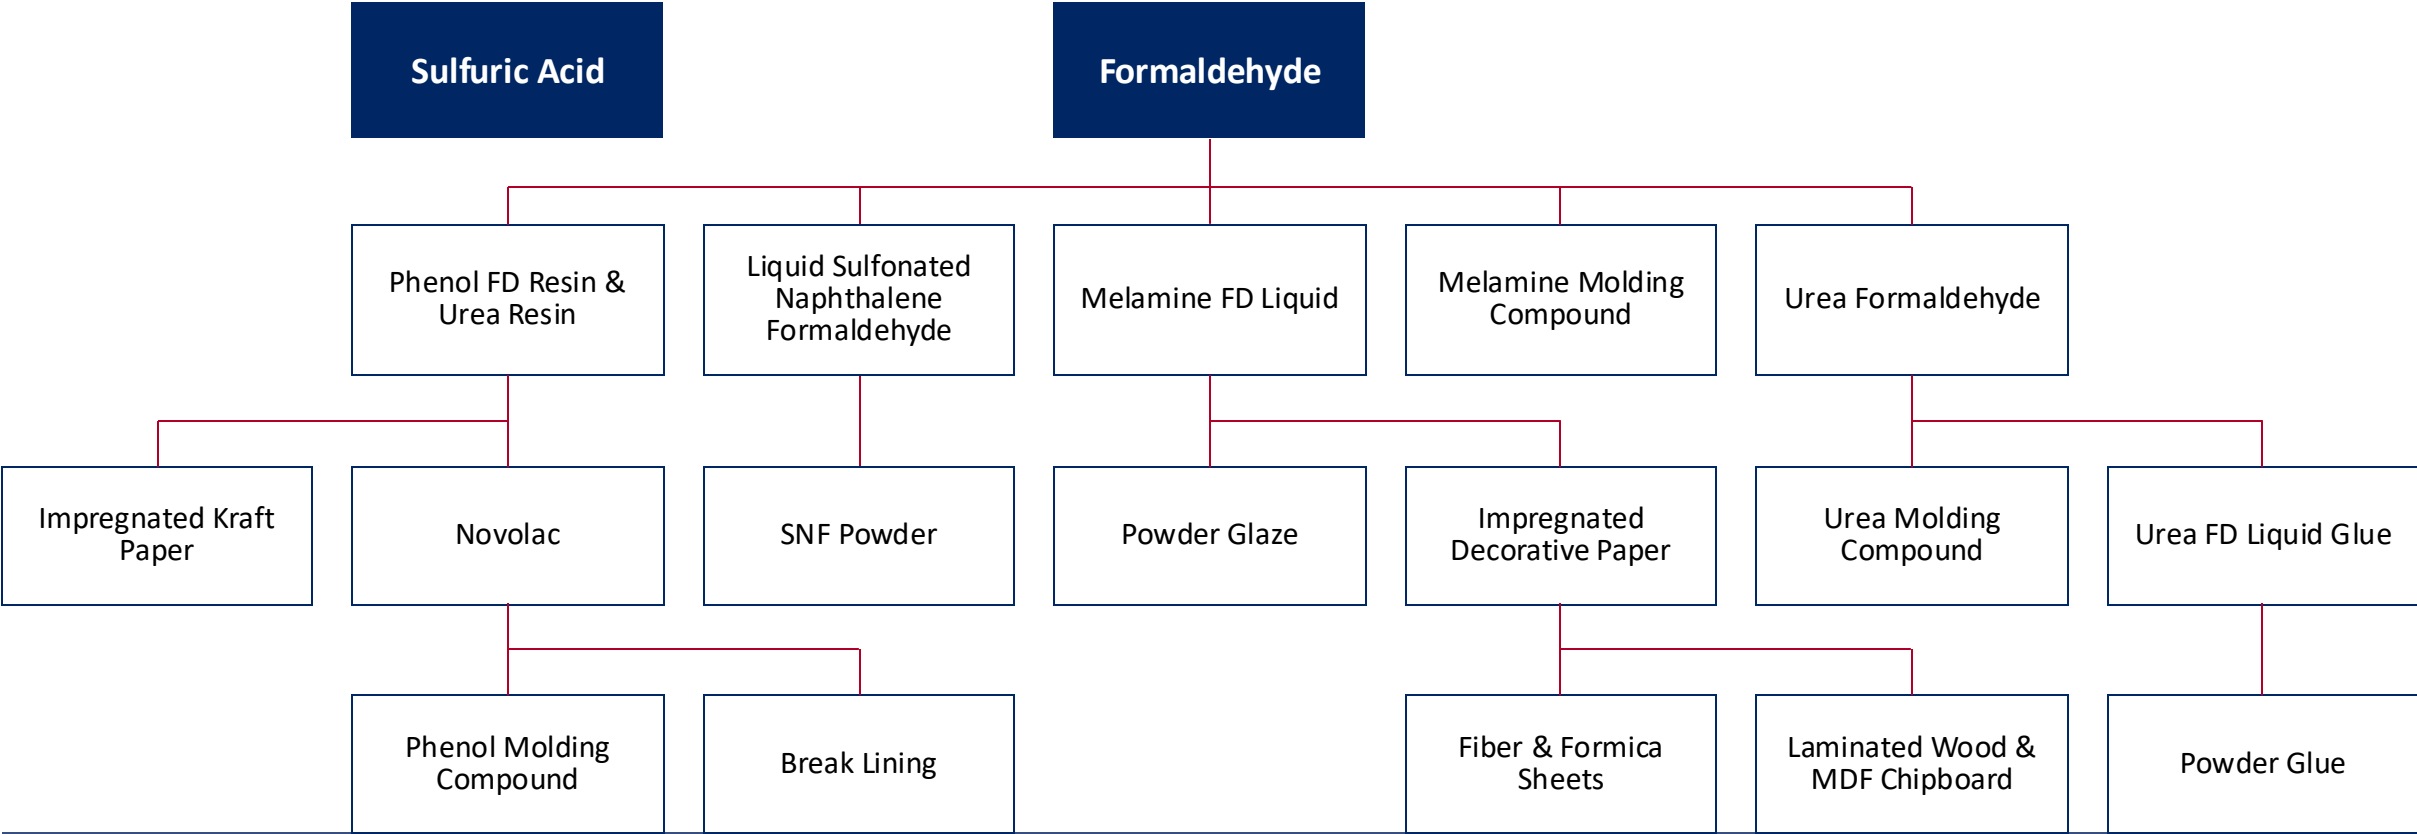 Sulfuric Acid
Formaldehyde
Phenol FD Resin &
Urea Resin
Liquid Sulfonated
Naphthalene
Formaldehyde
Melamine FD Liquid
Melamine Molding
Compound
Urea Formaldehyde
Impregnated Kraft
Paper
Novolac
SNF Powder
Powder Glaze
Impregnated
Decorative Paper
Urea Molding
Compound
Urea FD Liquid Glue
Phenol Molding
Compound
Break Lining
Fiber & Formica
Sheets
Laminated Wood &
MDF Chipboard
Powder Glue